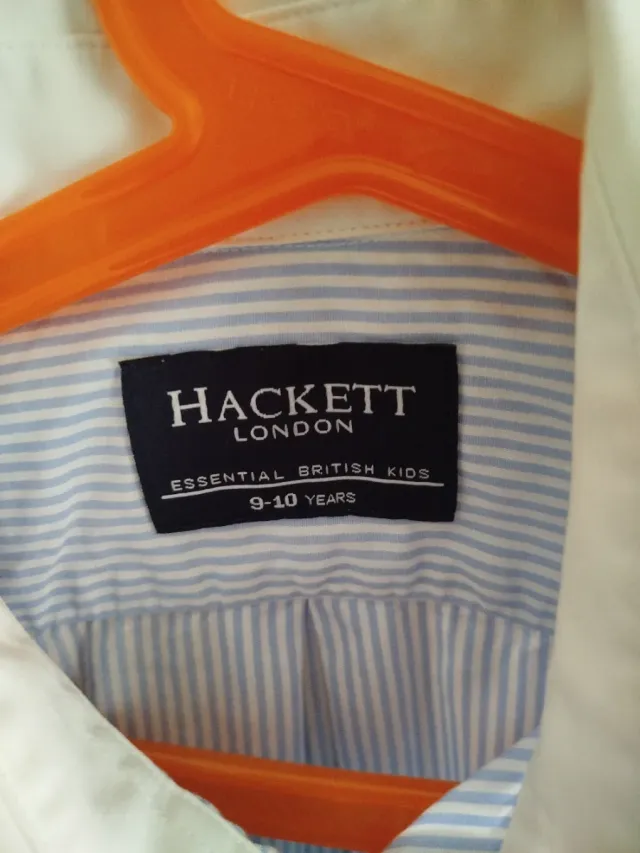 HACKETT
LONDON
ESSENTIAL BRITISH KIDS
9-10 YEARS